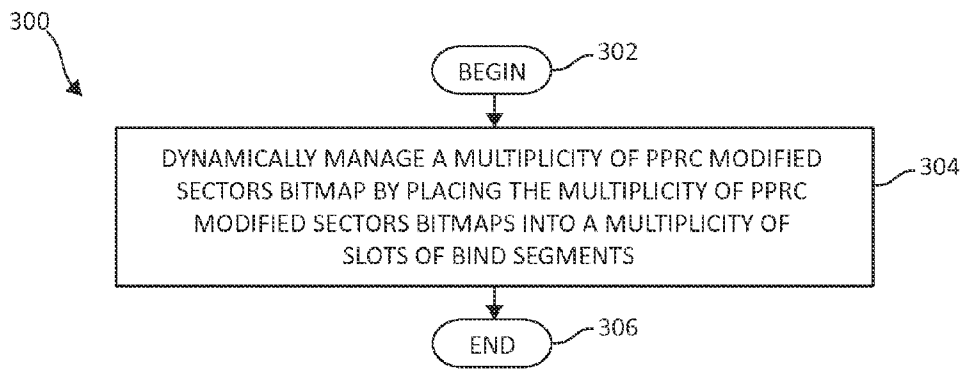 300
BEGIN
302
DYNAMICALLY MANAGE A MULTIPLICITY OF PPRC MODIFIED
SECTORS BITMAP BY PLACING THE MULTIPLICITY OF PPRC
MODIFIED SECTORS BITMAPS INTO A MULTIPLICITY OF
SLOTS OF BIND SEGMENTS
304
END
306